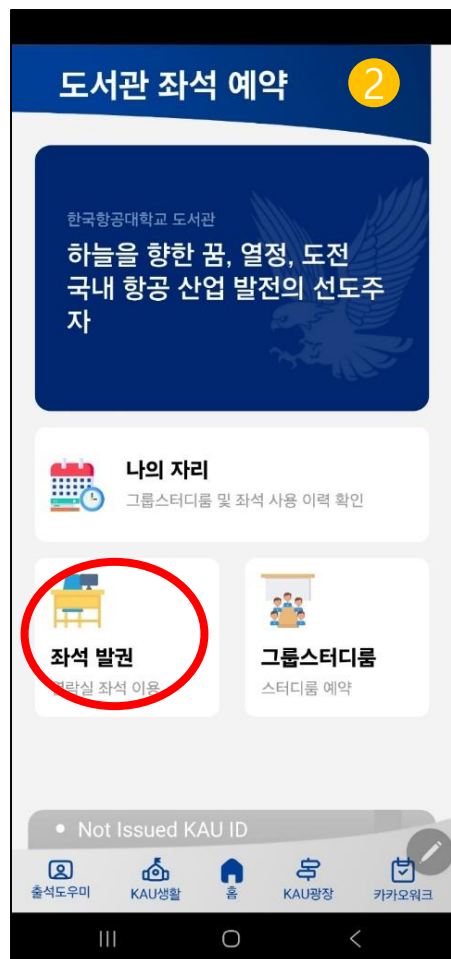 도서관 좌석 예약
2
한국항공대학교 도서관
하늘을 향한 꿈, 열정, 도전
국내 항공 산업 발전의 선도주
자
나의 자리
그룹스터디룸 및 좌석 사용 이력 확인
좌석 발권
열람실 좌석 이용
그룹스터디룸
스터디룸 예약
• Not Issued KAU ID
출석도우미
KAU생활
홈
KAU광장
카카오워크